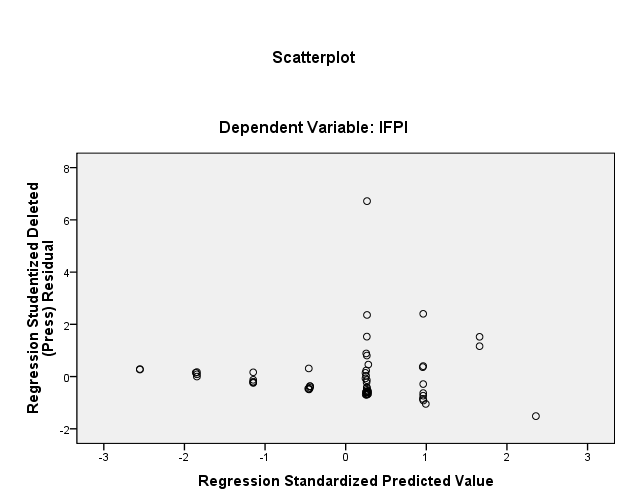 Scatterplot
Dependent Variable: IFPI
Regression Studentized Deleted
(Press) Residual
8
6
4
2
0
-2
-3
-2
-1
0
1
2
3
Regression Standardized Predicted Value